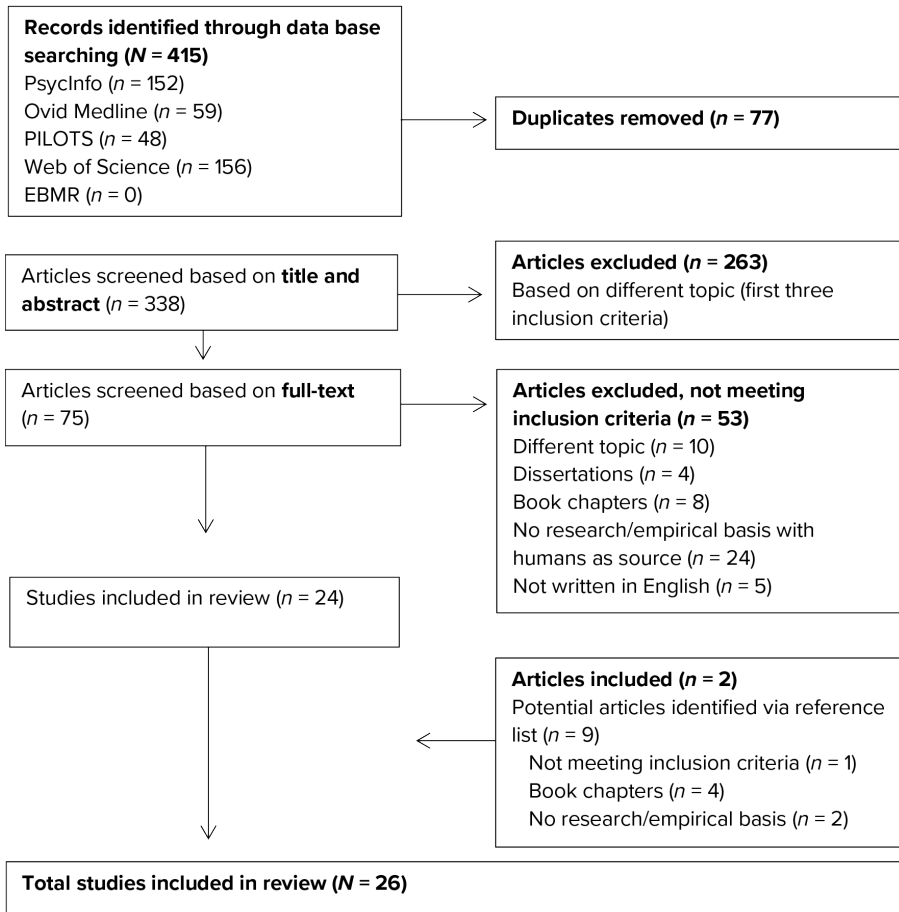 Records identified through data base
searching (N = 415)
PsycInfo (n = 152)
Ovid Medline (n = 59)
PILOTS (n = 48)
Web of Science (n = 156)
EBMR (n = 0)
Duplicates removed (n = 77)
Articles screened based on title and
abstract (n = 338)
Articles excluded (n = 263)
Based on different topic (first three
inclusion criteria)
Articles screened based on full-text
(n = 75)
Articles excluded, not meeting
inclusion criteria (n = 53)
Different topic (n = 10)
Dissertations (n = 4)
Book chapters (n = 8)
No research/empirical basis with
humans as source (n = 24)
Not written in English (n = 5)
Studies included in review (n = 24)
Articles included (n = 2)
Potential articles identified via reference
list (n = 9)
Not meeting inclusion criteria (n = 1)
Book chapters (n = 4)
No research/empirical basis (n = 2)
Total studies included in review (N = 26)